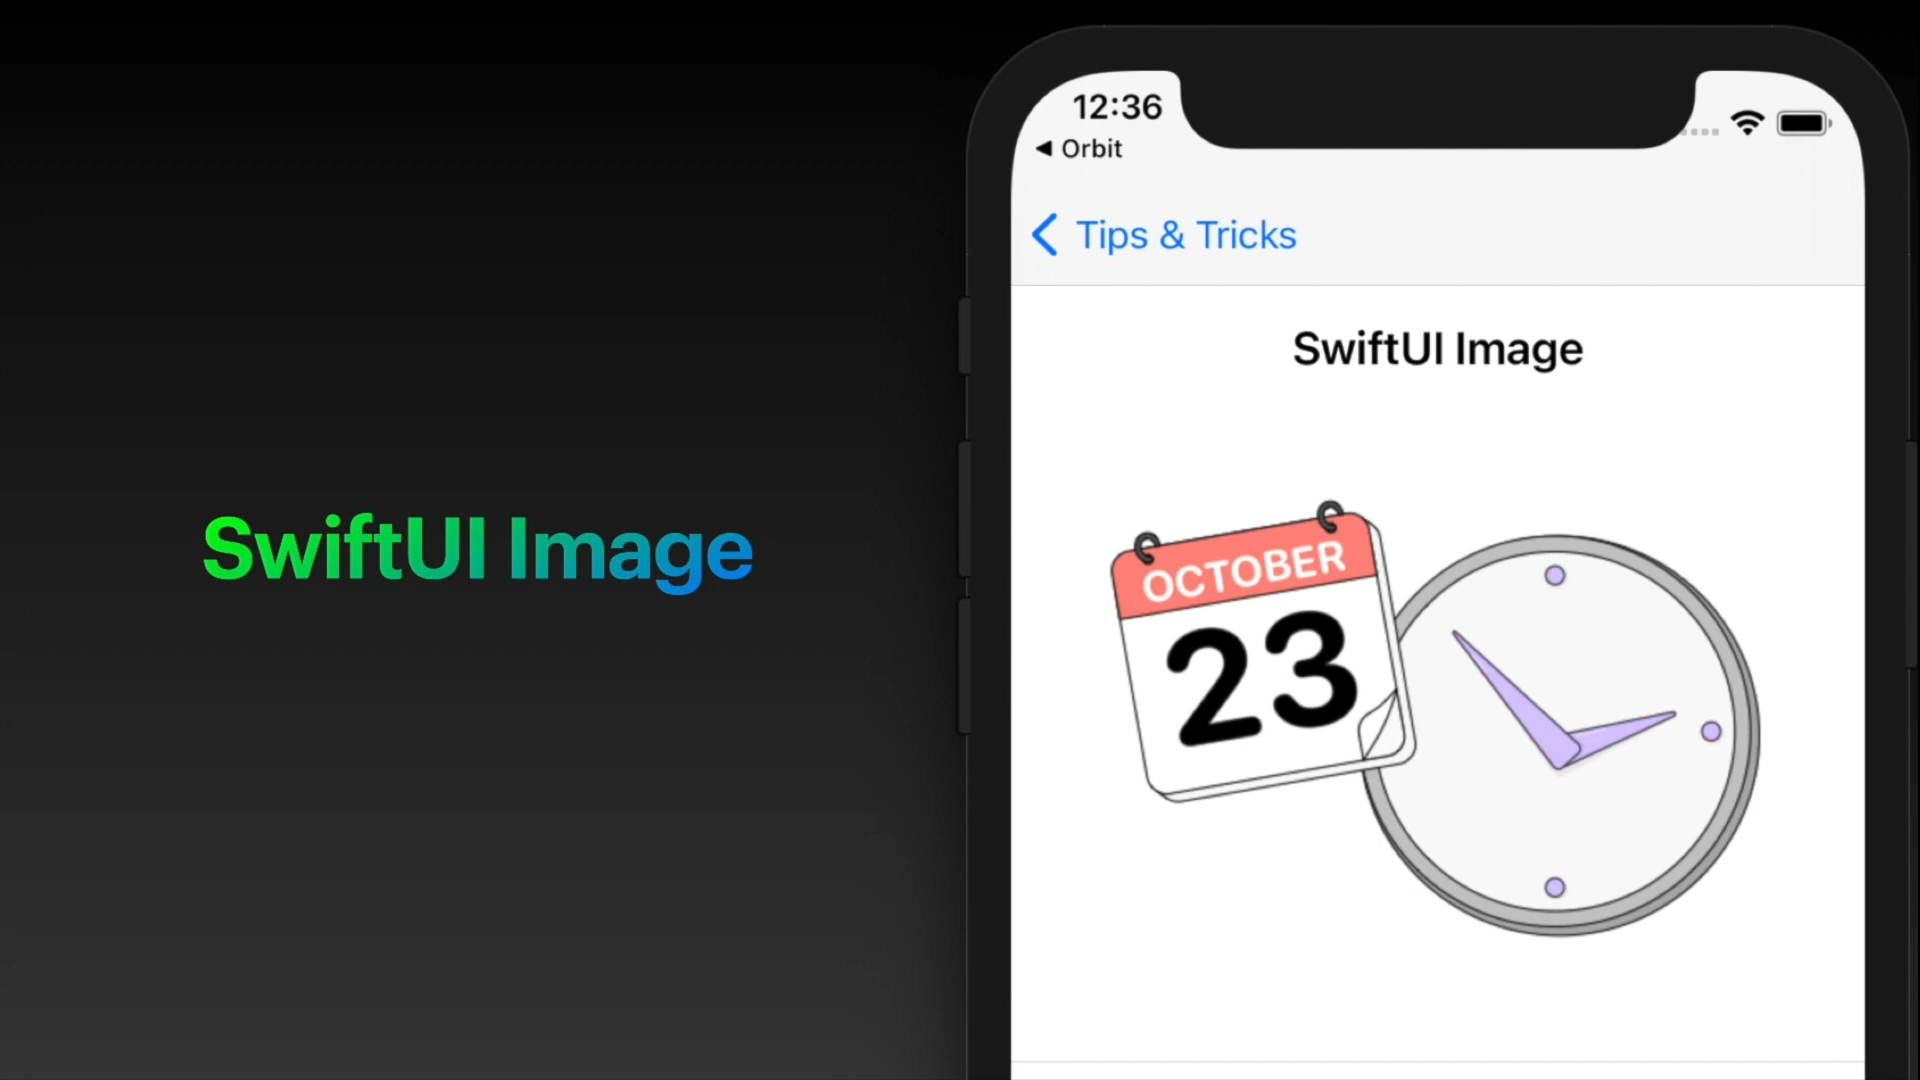 SwiftUI Image
12:36
◀ Orbit
Tips & Tricks
SwiftUI Image
OCTOBER
23